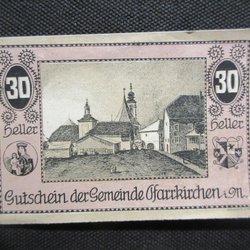 30 30
Heller Heller
Gutschein der Gemeinde Pfarrkirchen i.M.